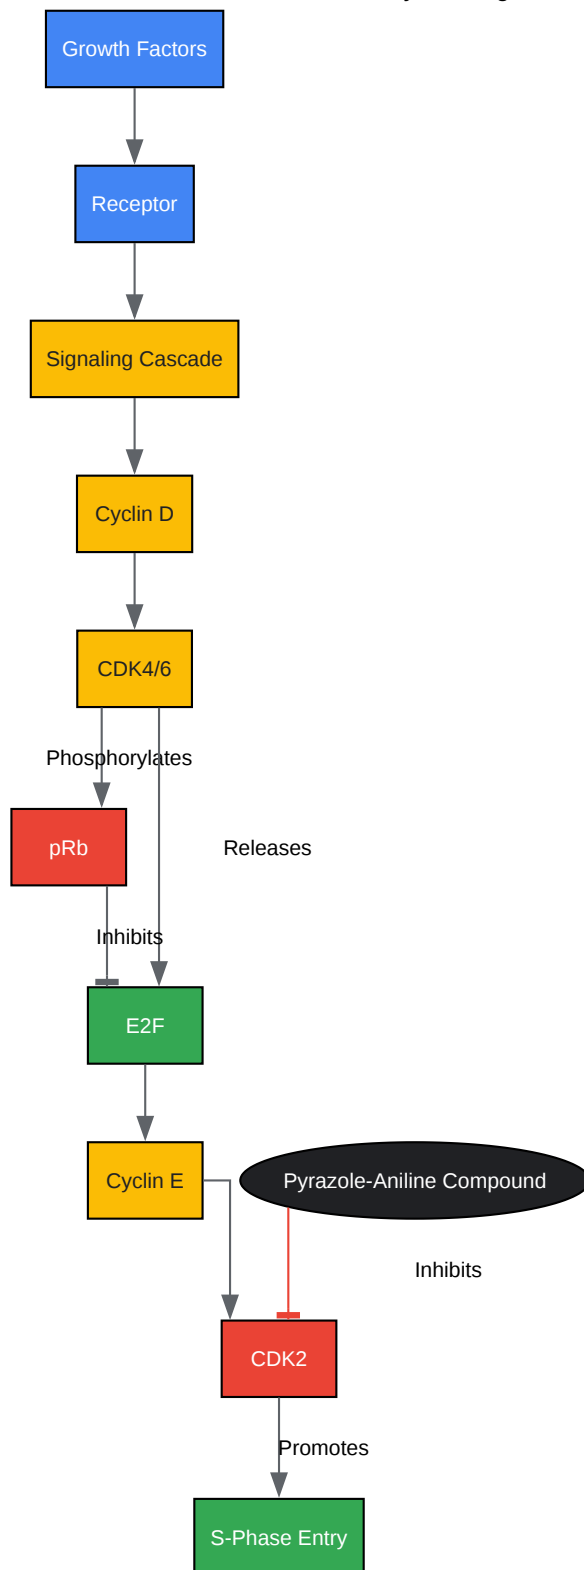 Growth Factors
Receptor
Signaling Cascade
Cyclin D
CDK4/6
Phosphorylates
pRb
Releases
Inhibits
E2F
Cyclin E
Pyrazole-Aniline Compound
Inhibits
CDK2
Promotes
S-Phase Entry